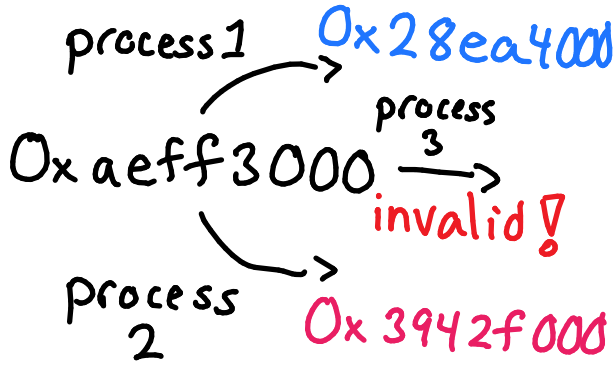 process 1
0x28ea4000
process
3
0xaeff3000
invalid!
process
2
0x3942f000